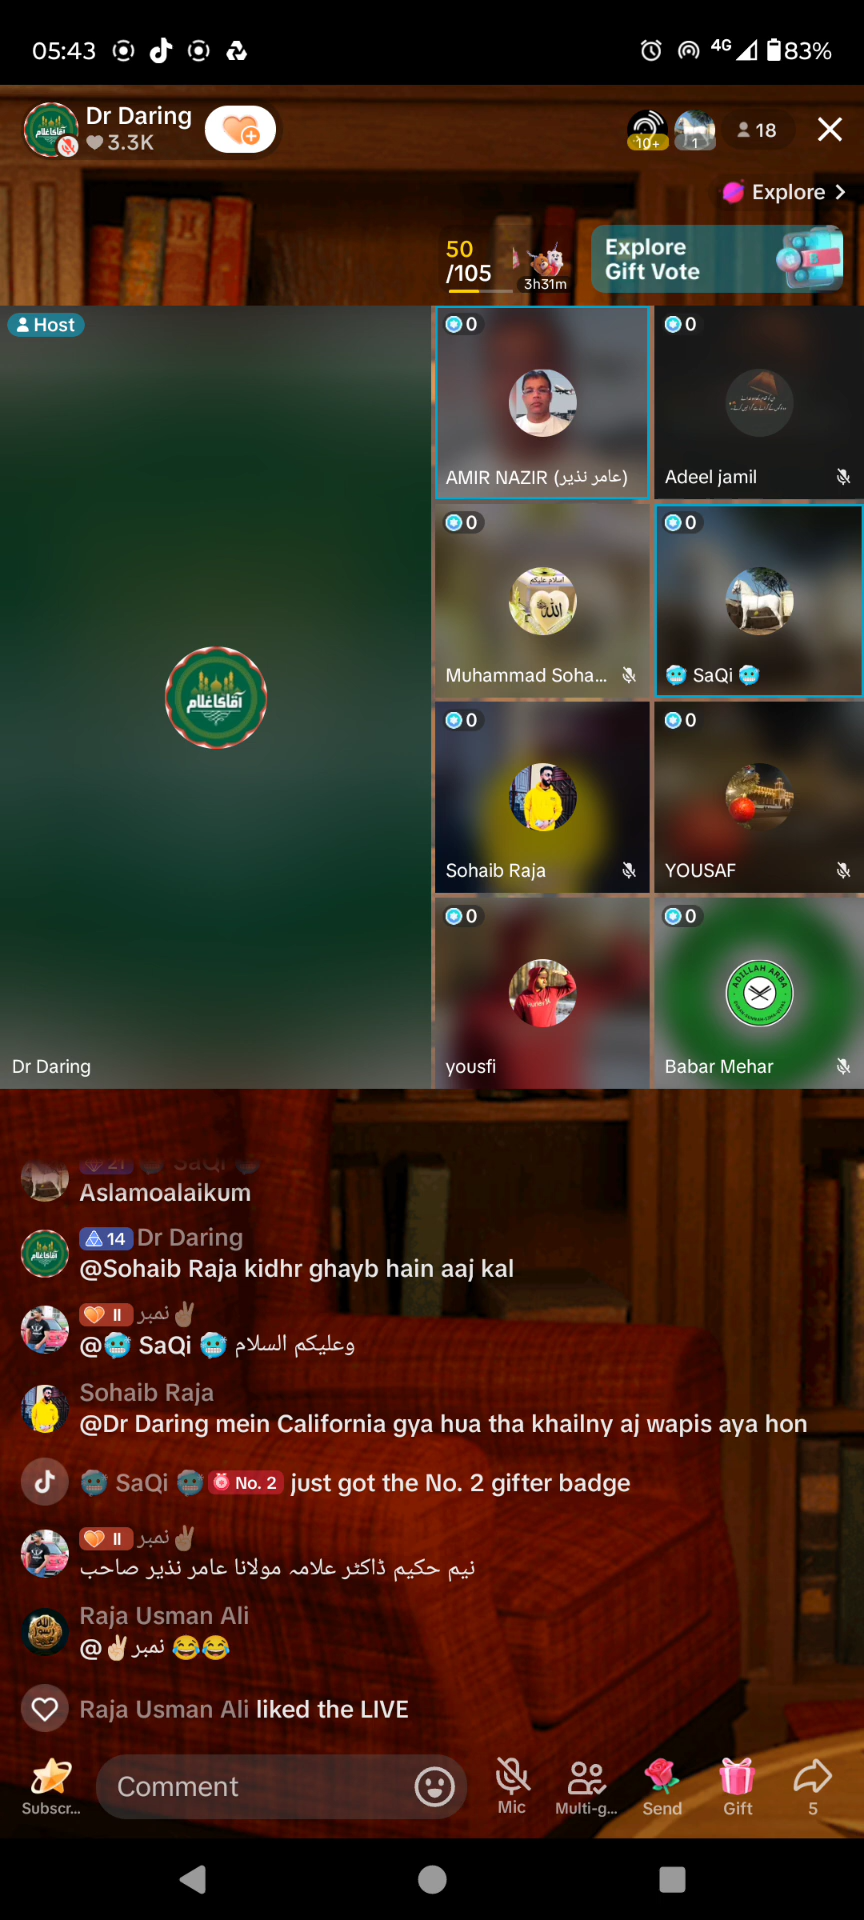 05:43
4G
83%
Dr Daring
3.3K
10+
1
18
Explore
50
/105
3h31m
Explore
Gift Vote
Host
آقاکاغلام
Dr Daring
0
AMIR NAZIR (عامر نذیر)
0
Adeel jamil
0
Muhammad Soha...
0
🥶 SaQi 🥶
0
Sohaib Raja
0
YOUSAF
0
yousfi
0
ADILLAH ARBA
Babar Mehar
21 🥶 SaQi 🥶
Aslamoalaikum
14 Dr Daring
@Sohaib Raja kidhr ghayb hain aaj kal
II نمبر✌🏽
@🥶 SaQi 🥶 وعلیکم السلام
Sohaib Raja
@Dr Daring mein California gya hua tha khailny aj wapis aya hon
🥶 SaQi 🥶 No. 2 just got the No. 2 gifter badge
II نمبر✌🏽
نیم حکیم ڈاکٹر علامہ مولانا عامر نذیر صاحب
Raja Usman Ali
@✌🏼نمبر 😂😂
Raja Usman Ali liked the LIVE
Subscr...
Comment
Mic
Multi-g...
Send
Gift
5